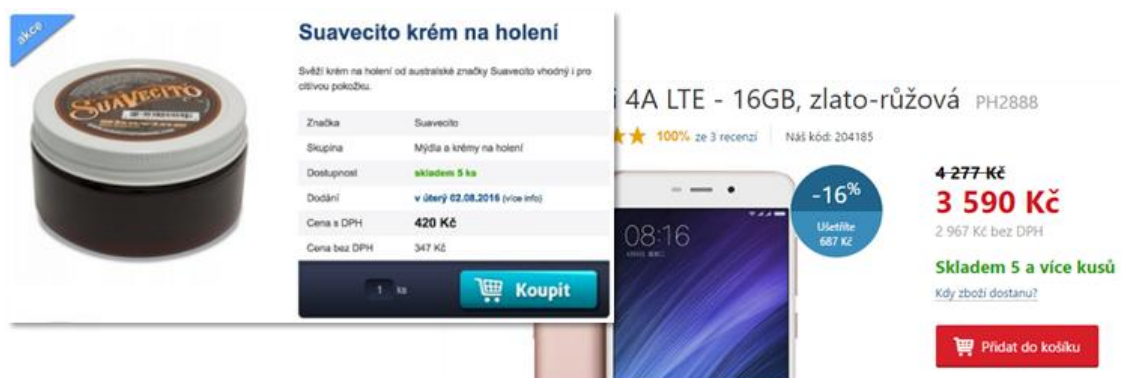 akce
SUAVECITO
Suavecito krém na holení
Svěží krém na holení od australské značky Suavecito vhodný i pro
citlivou pokožku.
Značka Suavecito
Skupina Mýdla a krémy na holení
Dostupnost skladem 5 ks
Dodání v úterý 02.08.2016 (více info)
Cena s DPH 420 Kč
Cena bez DPH 347 Kč
1 ks Koupit
4A LTE - 16GB, zlato-růžová PH2888
100% ze 3 recenzí Náš kód: 204185
-16%
Ušetříte
687 Kč
08:16
4 277 Kč
3 590 Kč
2 967 Kč bez DPH
Skladem 5 a více kusů
Kdy zboží dostanu?
Přidat do košíku